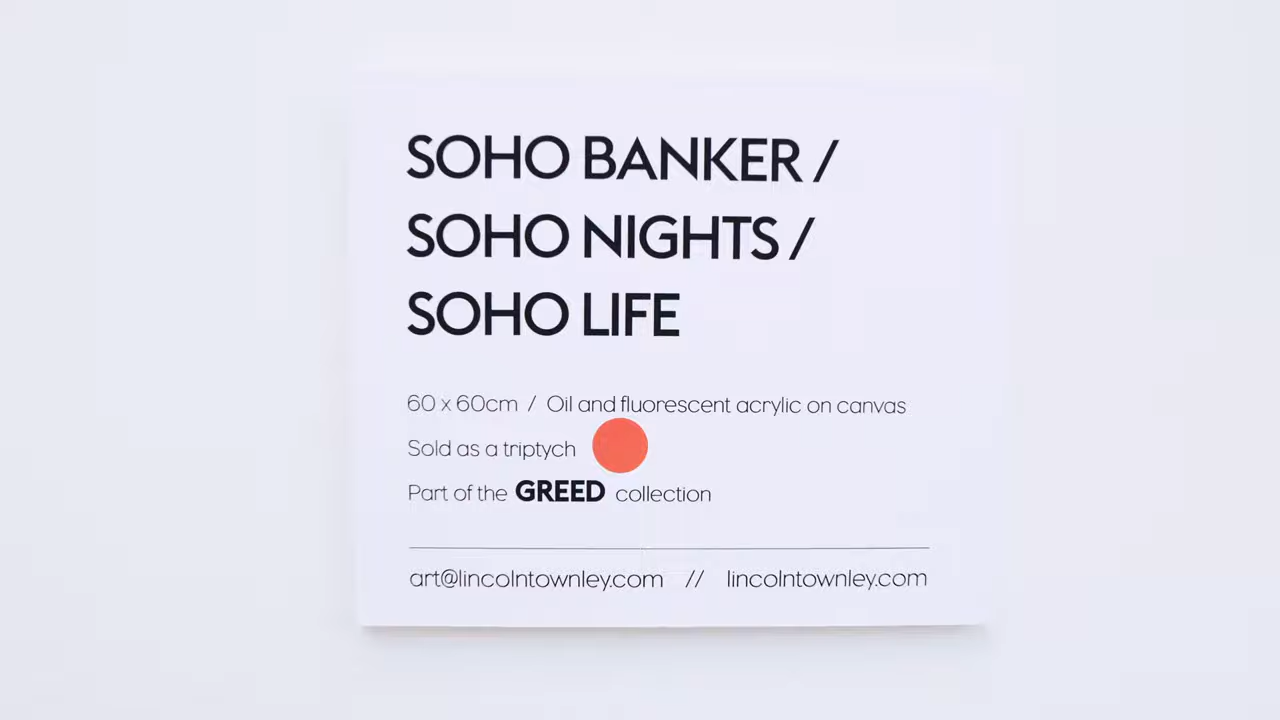 SOHO BANKER /
SOHO NIGHTS /
SOHO LIFE
60 x 60cm / Oil and fluorescent acrylic on canvas
Sold as a triptych
Part of the GREED collection
art@lincolntownley.com // lincolntownley.com